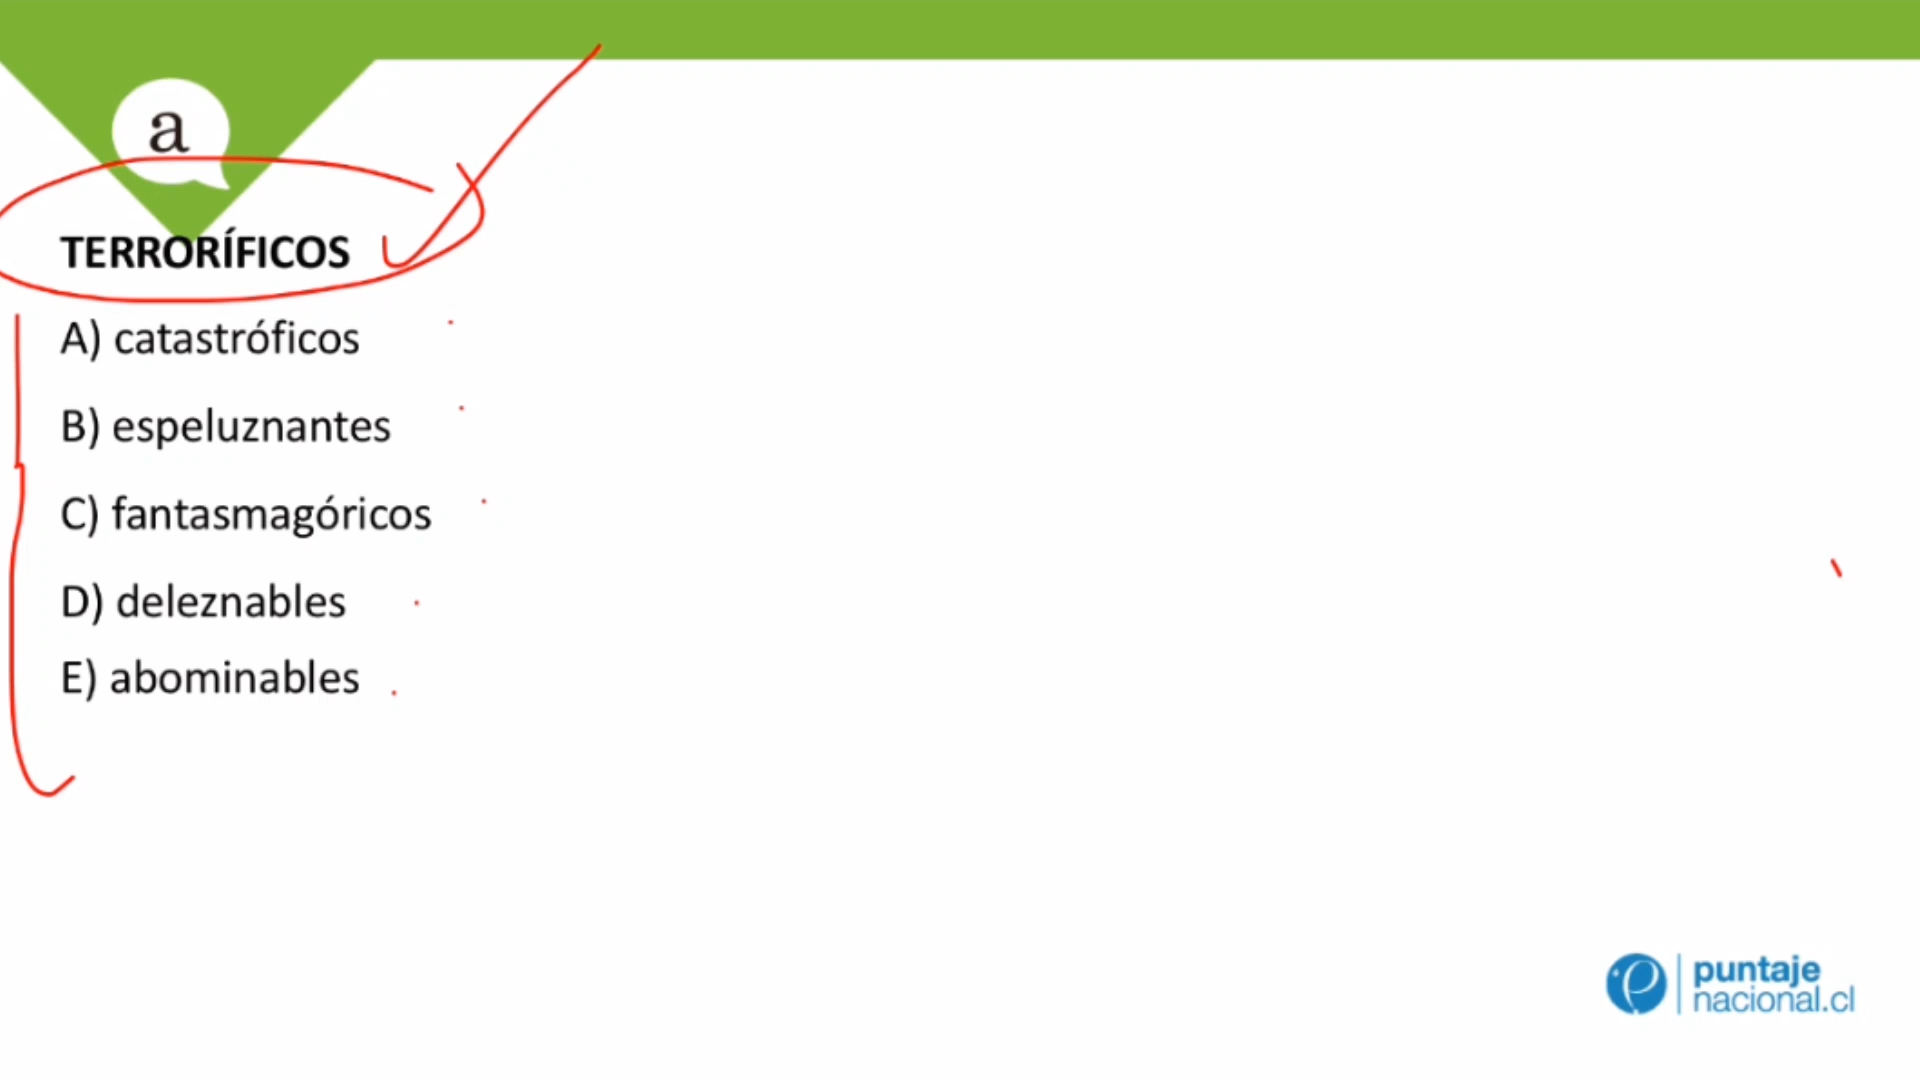 a
TERRORÍFICOS
A) catastróficos
B) espeluznantes
C) fantasmagóricos
D) deleznables
E) abominables
puntaje
nacional.cl